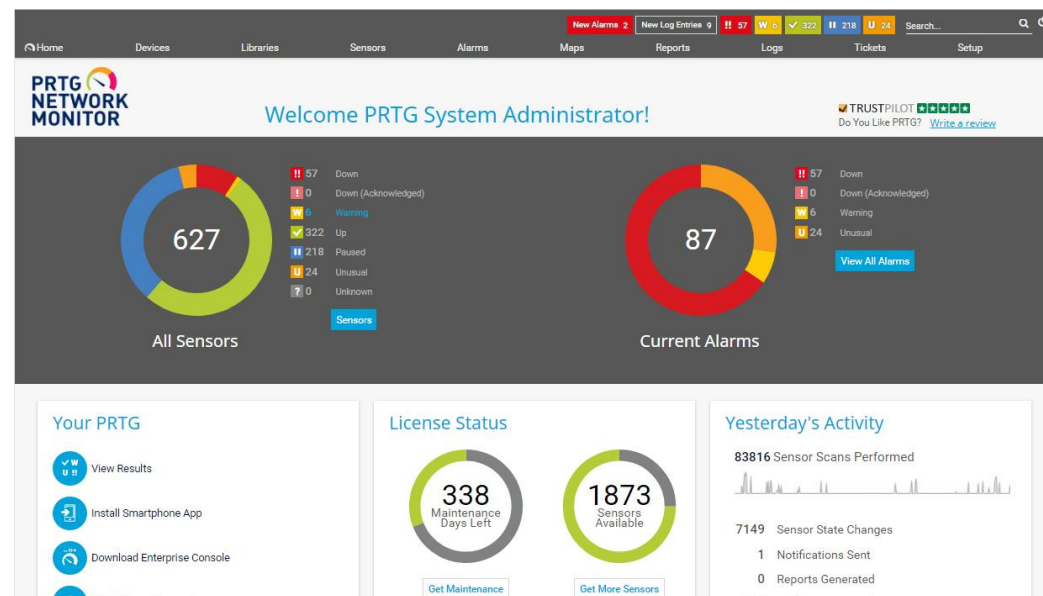 New Alarms 2 New Log Entries 9 !! 57 W 6 322 218 U 24 Search...
Home Devices Libraries Sensors Alarms Maps Reports Logs Tickets Setup
PRTG
NETWORK
MONITOR
Welcome PRTG System Administrator!
TRUSTPILOT
Do You Like PRTG? Write a review
627
All Sensors
!! 57 Down
! 0 Down (Acknowledged)
W 6 Warning
322 Up
218 Paused
U 24 Unusual
? 0 Unknown
Sensors
87
Current Alarms
!! 57 Down
! 0 Down (Acknowledged)
W 6 Warning
U 24 Unusual
View All Alarms
Your PRTG
W
U !!
View Results
Install Smartphone App
Download Enterprise Console
License Status
338
Maintenance
Days Left
Get Maintenance
1873
Sensors
Available
Get More Sensors
Yesterday's Activity
83816 Sensor Scans Performed
7149 Sensor State Changes
1 Notifications Sent
0 Reports Generated